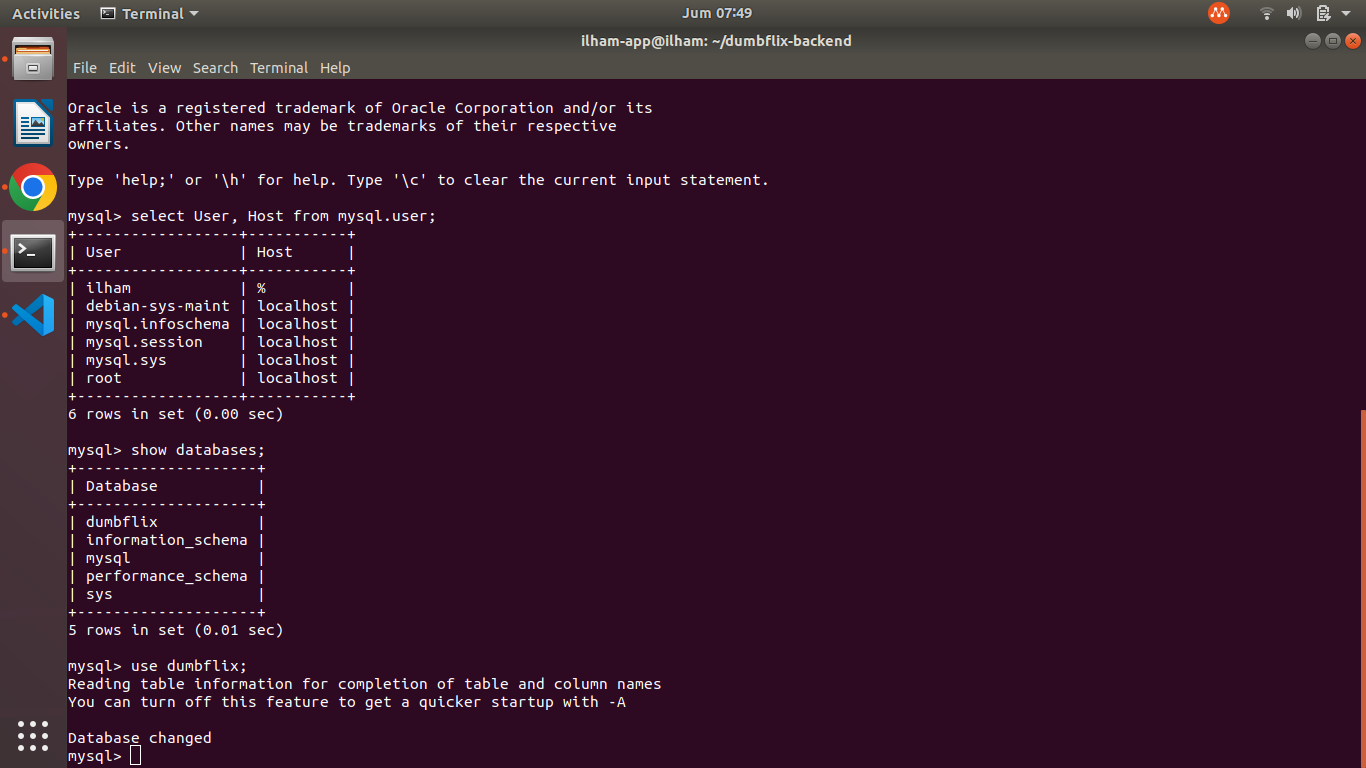 Activities Terminal Jum 07:49
ilham-app@ilham: ~/dumbflix-backend
File Edit View Search Terminal Help
Oracle is a registered trademark of Oracle Corporation and/or its
affiliates. Other names may be trademarks of their respective
owners.
Type 'help;' or '\h' for help. Type '\c' to clear the current input statement.
mysql> select User, Host from mysql.user;
+------------------+-----------+
| User             | Host      |
+------------------+-----------+
| ilham            | %         |
| debian-sys-maint | localhost |
| mysql.infoschema | localhost |
| mysql.session    | localhost |
| mysql.sys        | localhost |
| root             | localhost |
+------------------+-----------+
6 rows in set (0.00 sec)
mysql> show databases;
+--------------------+
| Database           |
+--------------------+
| dumbflix           |
| information_schema |
| mysql              |
| performance_schema |
| sys                |
+--------------------+
5 rows in set (0.01 sec)
mysql> use dumbflix;
Reading table information for completion of table and column names
You can turn off this feature to get a quicker startup with -A
Database changed
mysql>